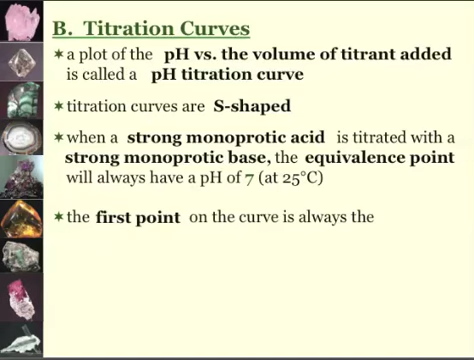 B. Titration Curves
✶a plot of the pH vs. the volume of titrant added
is called a pH titration curve
✶titration curves are S-shaped
✶when a strong monoprotic acid is titrated with a
strong monoprotic base, the equivalence point
will always have a pH of 7 (at 25°C)
✶the first point on the curve is always the